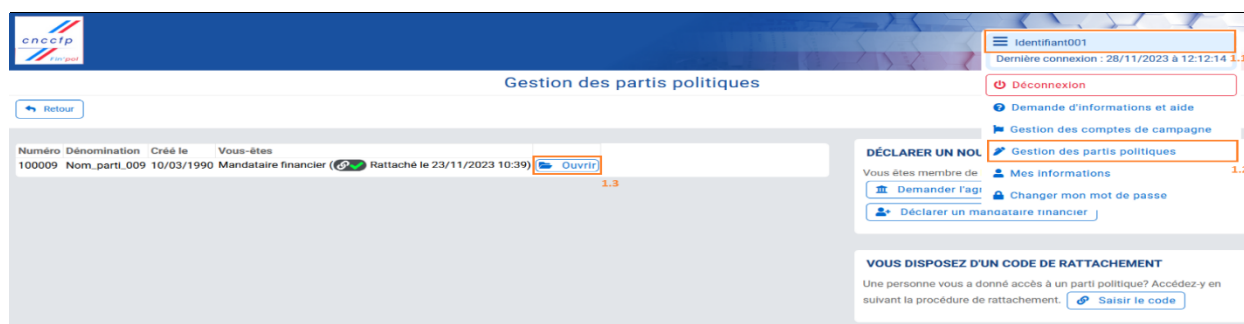 cnccfp
Fin'pol
Identifiant001
Dernière connexion : 28/11/2023 à 12:12:14
1.1
Gestion des partis politiques
Déconnexion
Retour
Demande d'informations et aide
Gestion des comptes de campagne
Numéro Dénomination Créé le Vous-êtes
100009 Nom_parti_009 10/03/1990 Mandataire financier ( Rattaché le 23/11/2023 10:39) Ouvrir
1.3
DÉCLARER UN NOU
Gestion des partis politiques
1.2
Vous êtes membre de
Mes informations
Demander l'agr
Changer mon mot de passe
Déclarer un mandataire financier
VOUS DISPOSEZ D'UN CODE DE RATTACHEMENT
Une personne vous a donné accès à un parti politique? Accédez-y en
suivant la procédure de rattachement. Saisir le code